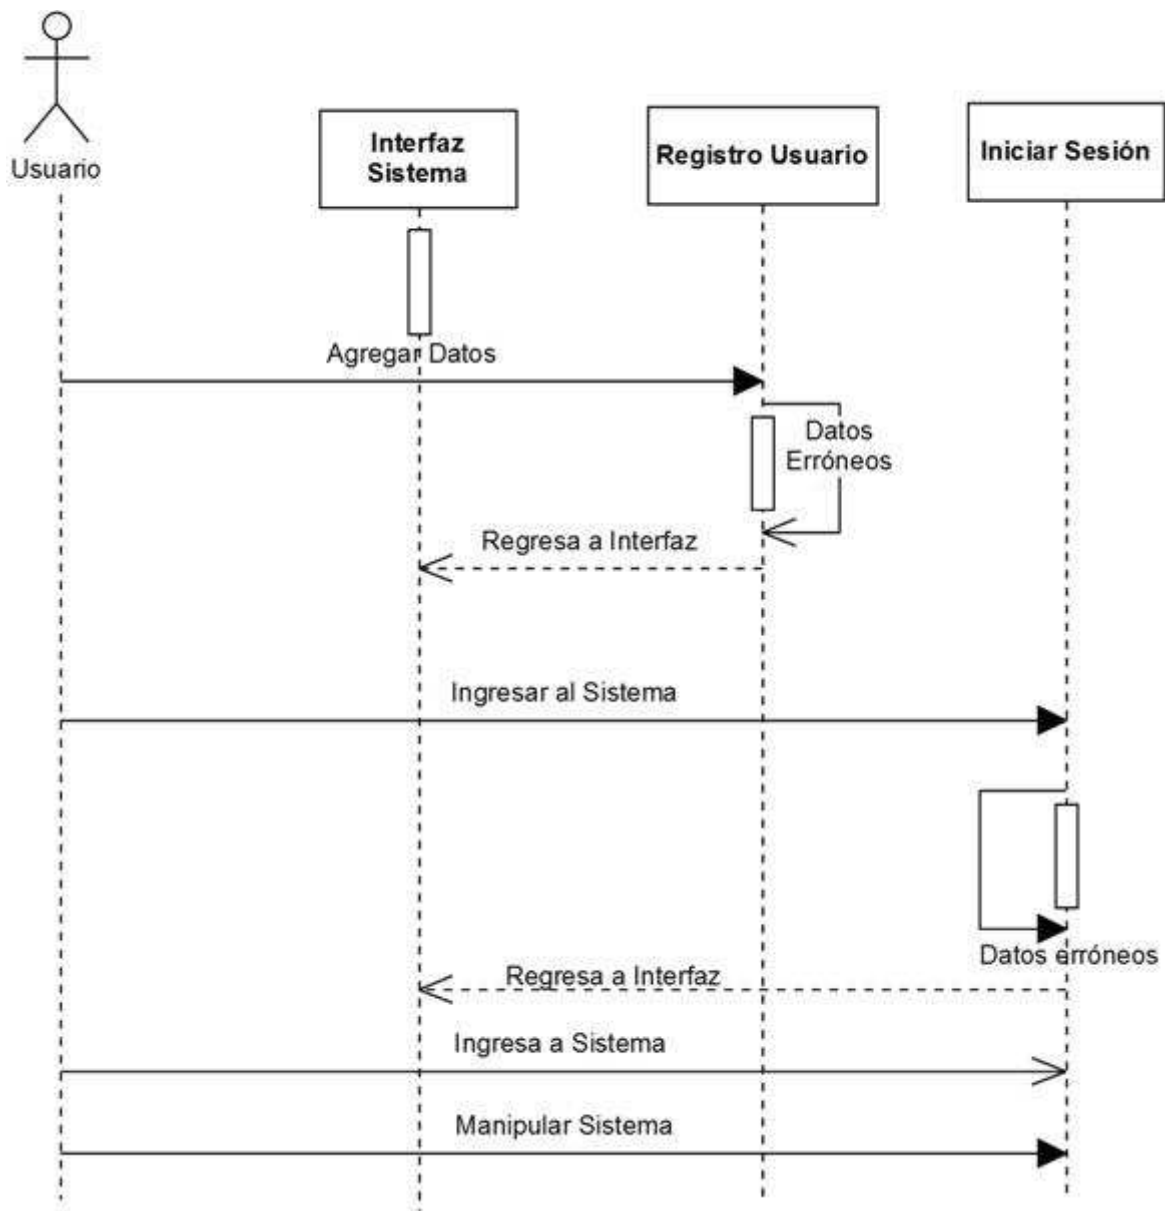 Usuario
Interfaz
Sistema
Registro Usuario
Iniciar Sesión
Agregar Datos
Datos
Erróneos
Regresa a Interfaz
Ingresar al Sistema
Datos erróneos
Regresa a Interfaz
Ingresa a Sistema
Manipular Sistema